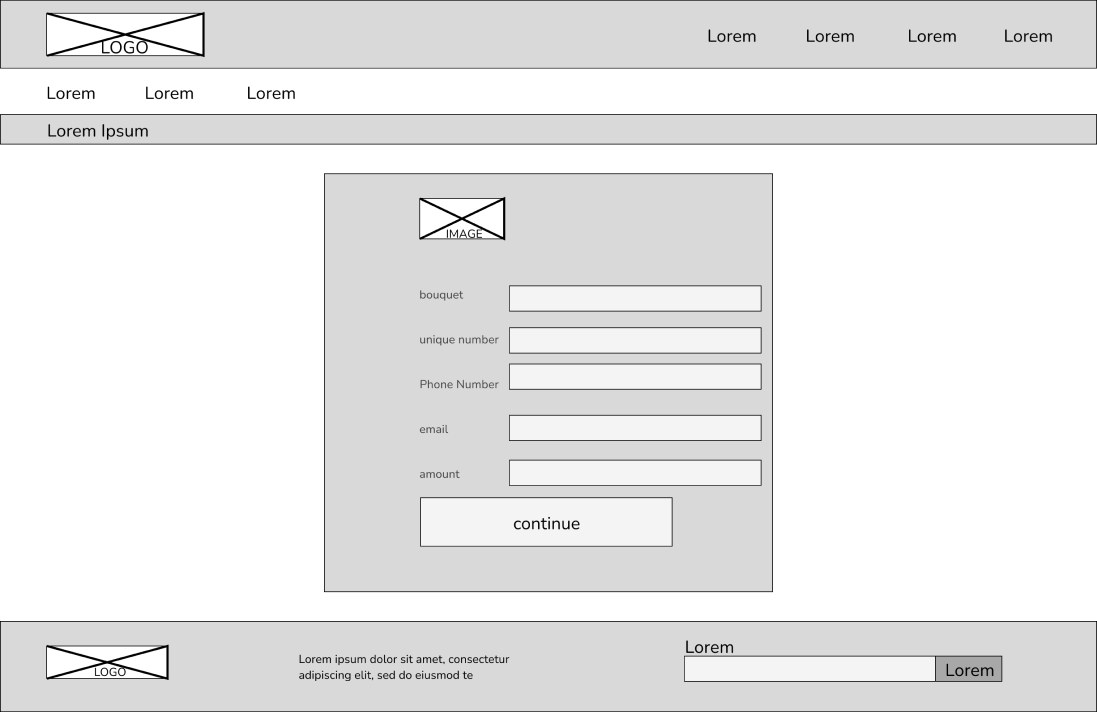 LOGO
Lorem Lorem Lorem Lorem
Lorem Lorem Lorem
Lorem Ipsum
IMAGE
bouquet
unique number
Phone Number
email
amount
continue
LOGO
Lorem ipsum dolor sit amet, consectetur
adipiscing elit, sed do eiusmod te
Lorem
Lorem